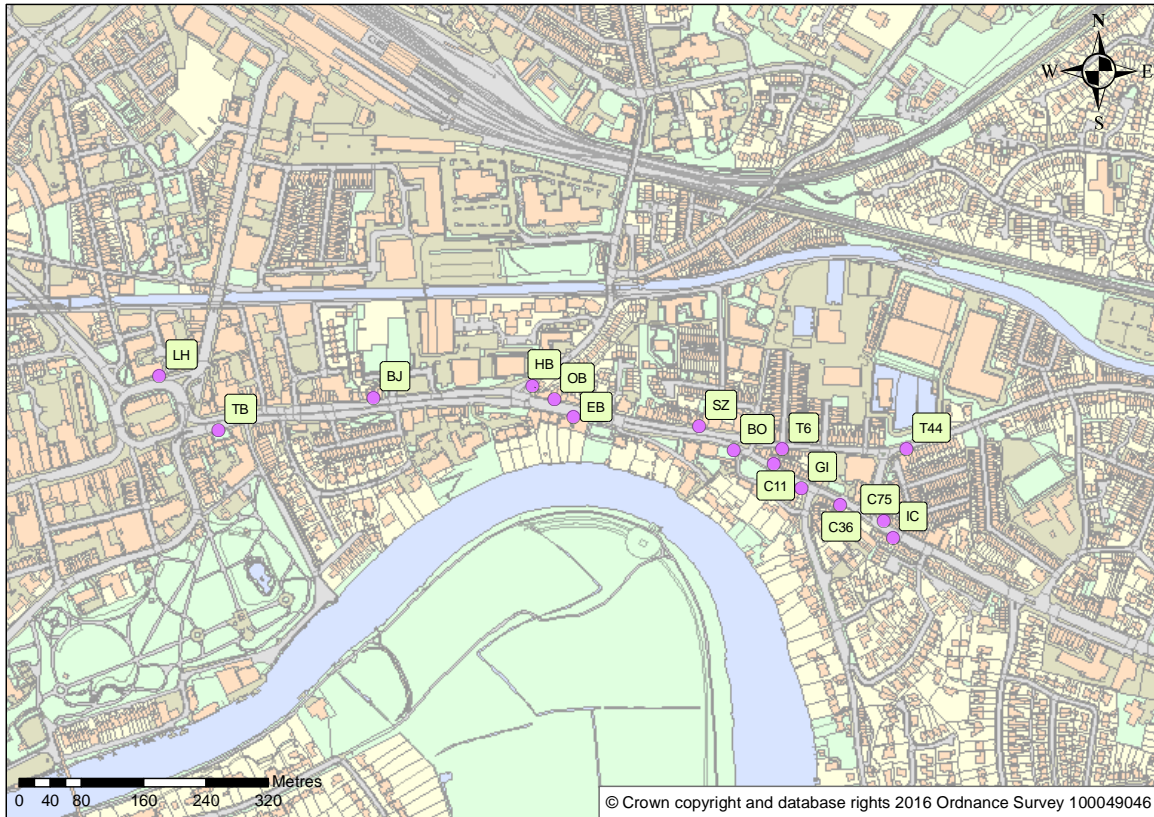 N
W E
S
LH
BJ
HB
OB
TB
EB
SZ
BO
T6
T44
GI
C11
C75
IC
C36
Metres
0 40 80 160 240 320
© Crown copyright and database rights 2016 Ordnance Survey 100049046